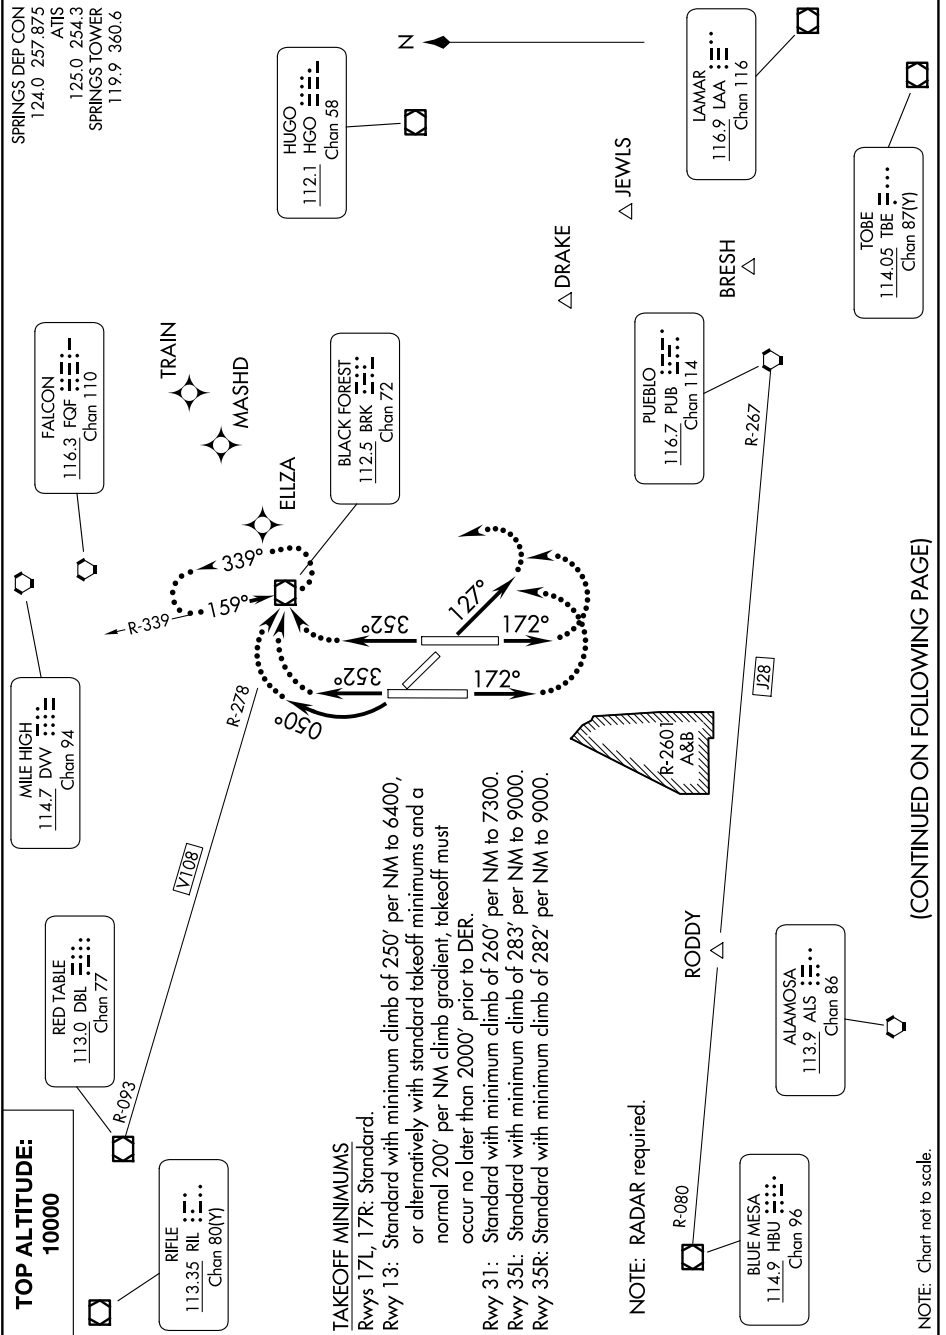 SPRINGS DEP CON
124.0 257.875
ATIS
125.0 254.3
SPRINGS TOWER
119.9 360.6
TOP ALTITUDE:
10000
N
HUGO
112.1 HGO
Chan 58
LAMAR
116.9 LAA
Chan 116
TOBE
114.05 TBE
Chan 87(Y)
JEWLS
DRAKE
BRESH
FALCON
116.3 FQF
Chan 110
TRAIN
MASHD
ELLZA
BLACK FOREST
112.5 BRK
Chan 72
PUEBLO
116.7 PUB
Chan 114
R-267
339°
159°
R-339
R-278
352°
352°
050°
127°
172°
172°
J28
R-2601
A&B
MILE HIGH
114.7 DVV
Chan 94
V108
RED TABLE
113.0 DBL
Chan 77
R-093
RIFLE
113.35 RIL
Chan 80(Y)
TAKEOFF MINIMUMS
Rwys 17L, 17R: Standard.
Rwy 13: Standard with minimum climb of 250' per NM to 6400,
or alternatively with standard takeoff minimums and a
normal 200' per NM climb gradient, takeoff must
occur no later than 2000' prior to DER.
Rwy 31: Standard with minimum climb of 260' per NM to 7300.
Rwy 35L: Standard with minimum climb of 283' per NM to 9000.
Rwy 35R: Standard with minimum climb of 282' per NM to 9000.
NOTE: RADAR required.
RODDY
R-080
BLUE MESA
114.9 HBU
Chan 96
ALAMOSA
113.9 ALS
Chan 86
NOTE: Chart not to scale.
(CONTINUED ON FOLLOWING PAGE)